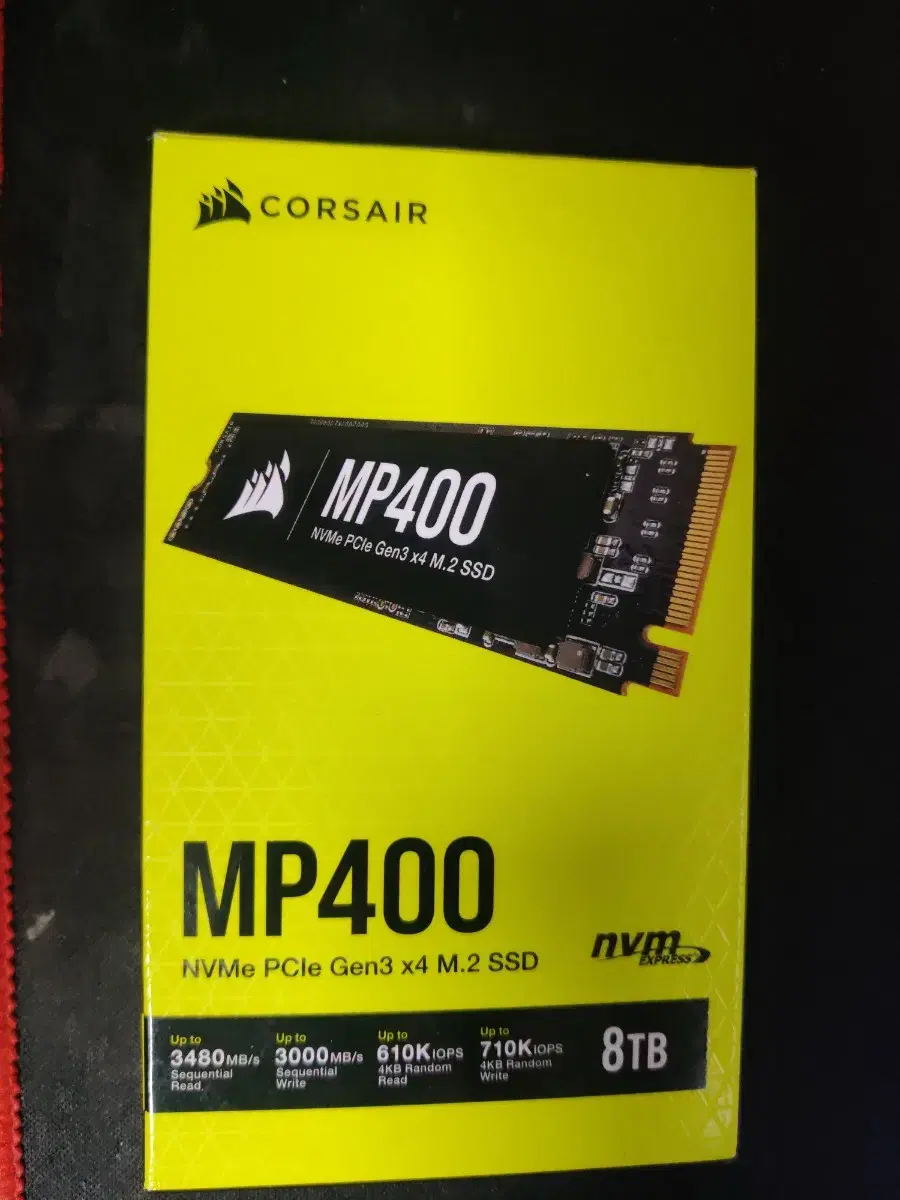 CORSAIR
MP400
NVMe PCIe Gen3 x4 M.2 SSD
MP400
NVMe PCIe Gen3 x4 M.2 SSD
nvm
EXPRESS
Up to
3480MB/s
Sequential
Read
Up to
3000MB/s
Sequential
Write
Up to
610K IOPS
4KB Random
Read
Up to
710K IOPS
4KB Random
Write
8TB